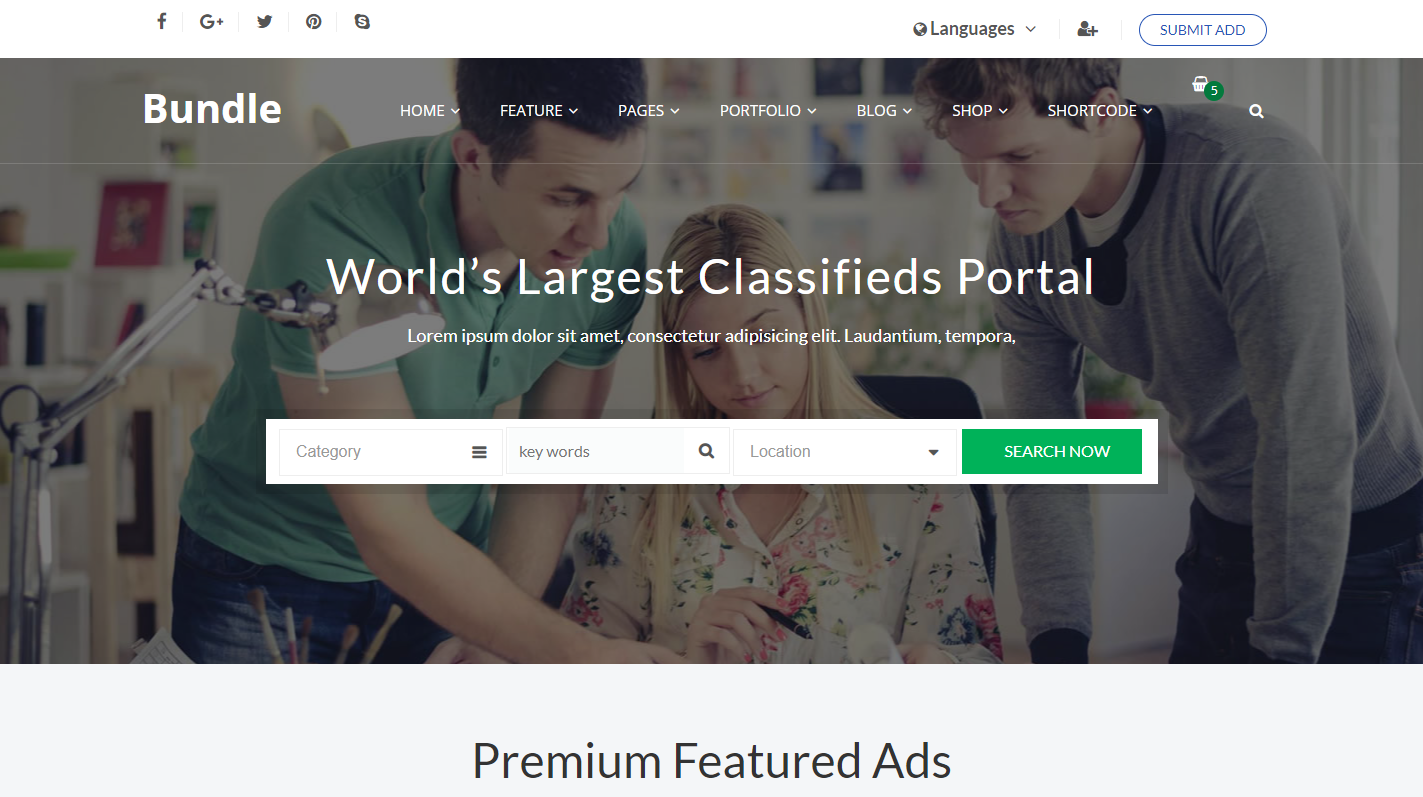 Languages
SUBMIT ADD
Bundle
HOME FEATURE PAGES PORTFOLIO BLOG SHOP SHORTCODE 5
World’s Largest Classifieds Portal
Lorem ipsum dolor sit amet, consectetur adipisicing elit. Laudantium, tempora,
Category key words Location SEARCH NOW
Premium Featured Ads